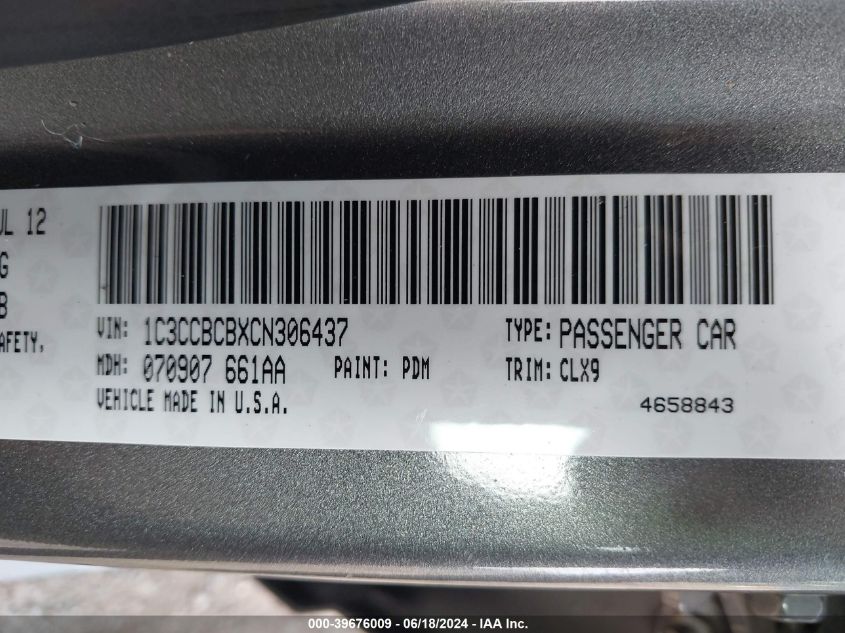 UL 12
G
B
AFETY,
VIN: 1C3CCBCBXCN306437 TYPE: PASSENGER CAR
MDH: 070907 661AA PAINT: PDM TRIM: CLX9
VEHICLE MADE IN U.S.A. 4658843
000-39676009 - 06/18/2024 - IAA Inc.